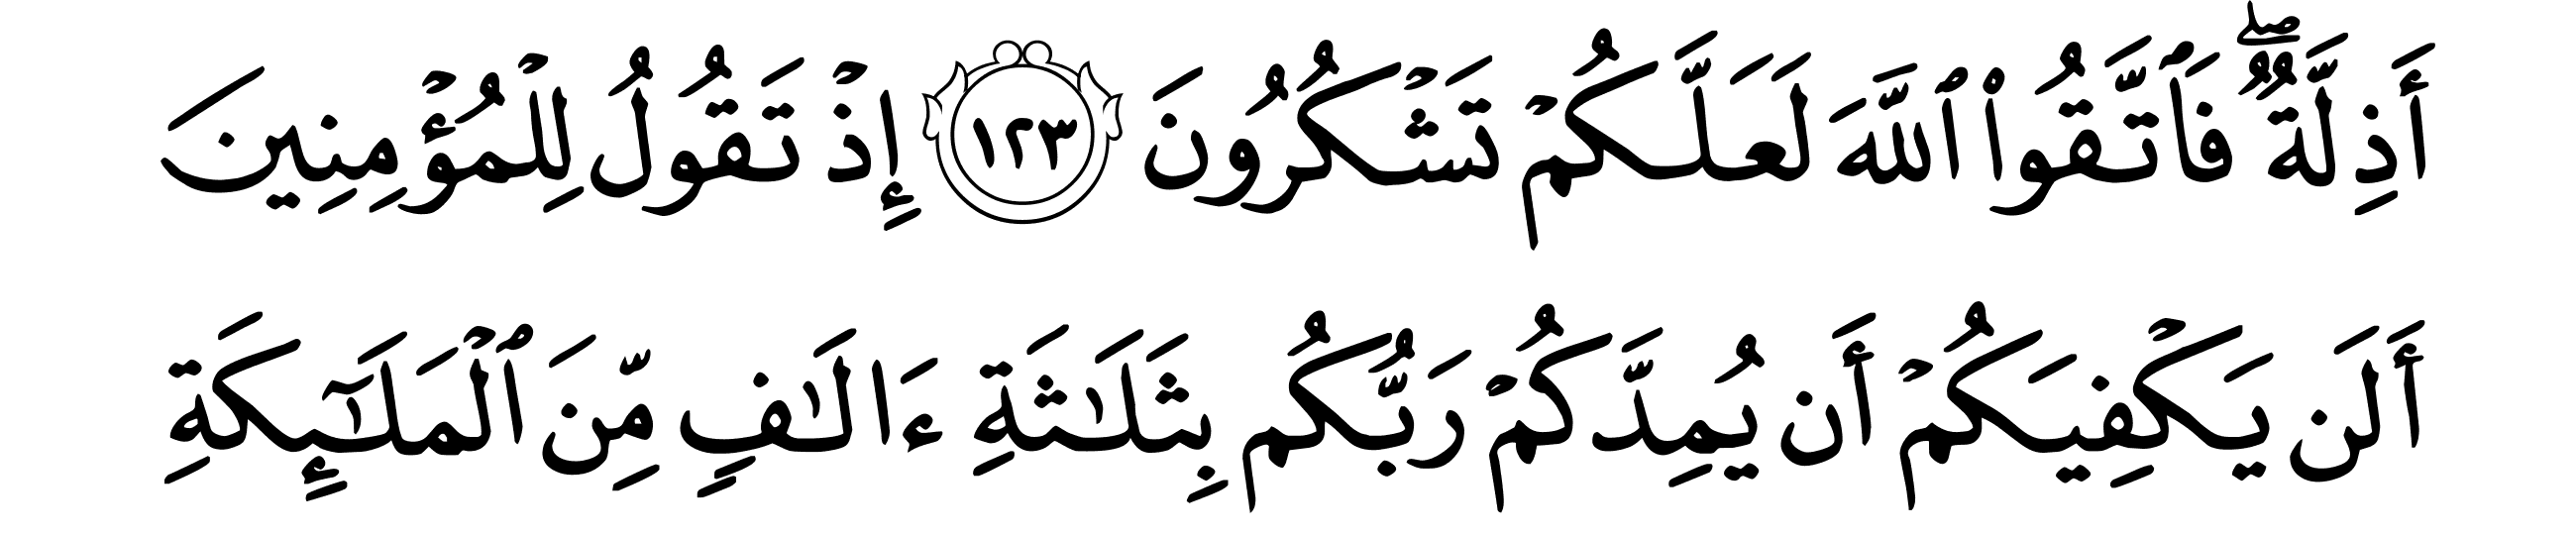 أَذِلَّةٌۖ فَٱتَّقُواْ ٱللَّهَ لَعَلَّكُمۡ تَشۡكُرُونَ ١٢٣ إِذۡ تَقُولُ لِلۡمُؤۡمِنِينَ
أَلَن يَكۡفِيَكُمۡ أَن يُمِدَّكُمۡ رَبُّكُم بِثَلَٰثَةِ ءَالَٰفٖ مِّنَ ٱلۡمَلَٰٓئِكَةِ